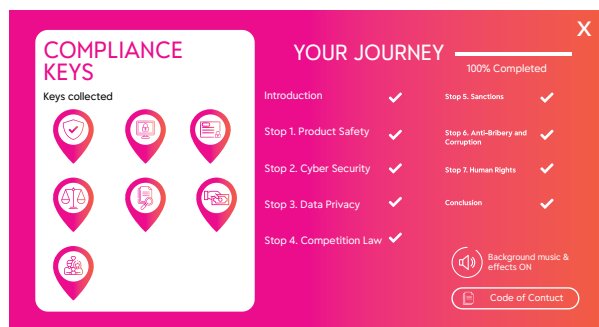 X
COMPLIANCE
KEYS
Keys collected
YOUR JOURNEY
100% Completed
Introduction
Stop 1. Product Safety
Stop 2. Cyber Security
Stop 3. Data Privacy
Stop 4. Competition Law
Stop 5. Sanctions
Stop 6. Anti-Bribery and
Corruption
Stop 7. Human Rights
Conclusion
Background music &
effects ON
Code of Contuct